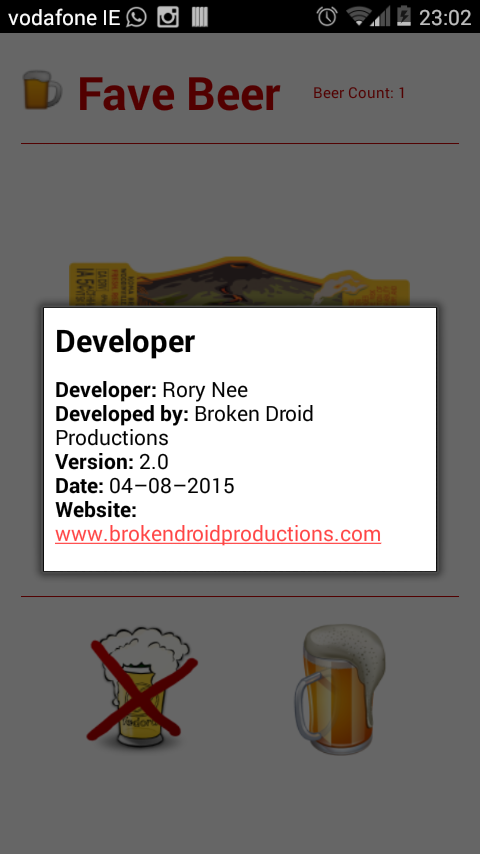 vodafone IE 23:02
Fave Beer Beer Count: 1
Developer
Developer: Rory Nee
Developed by: Broken Droid
Productions
Version: 2.0
Date: 04–08–2015
Website:
www.brokendroidproductions.com